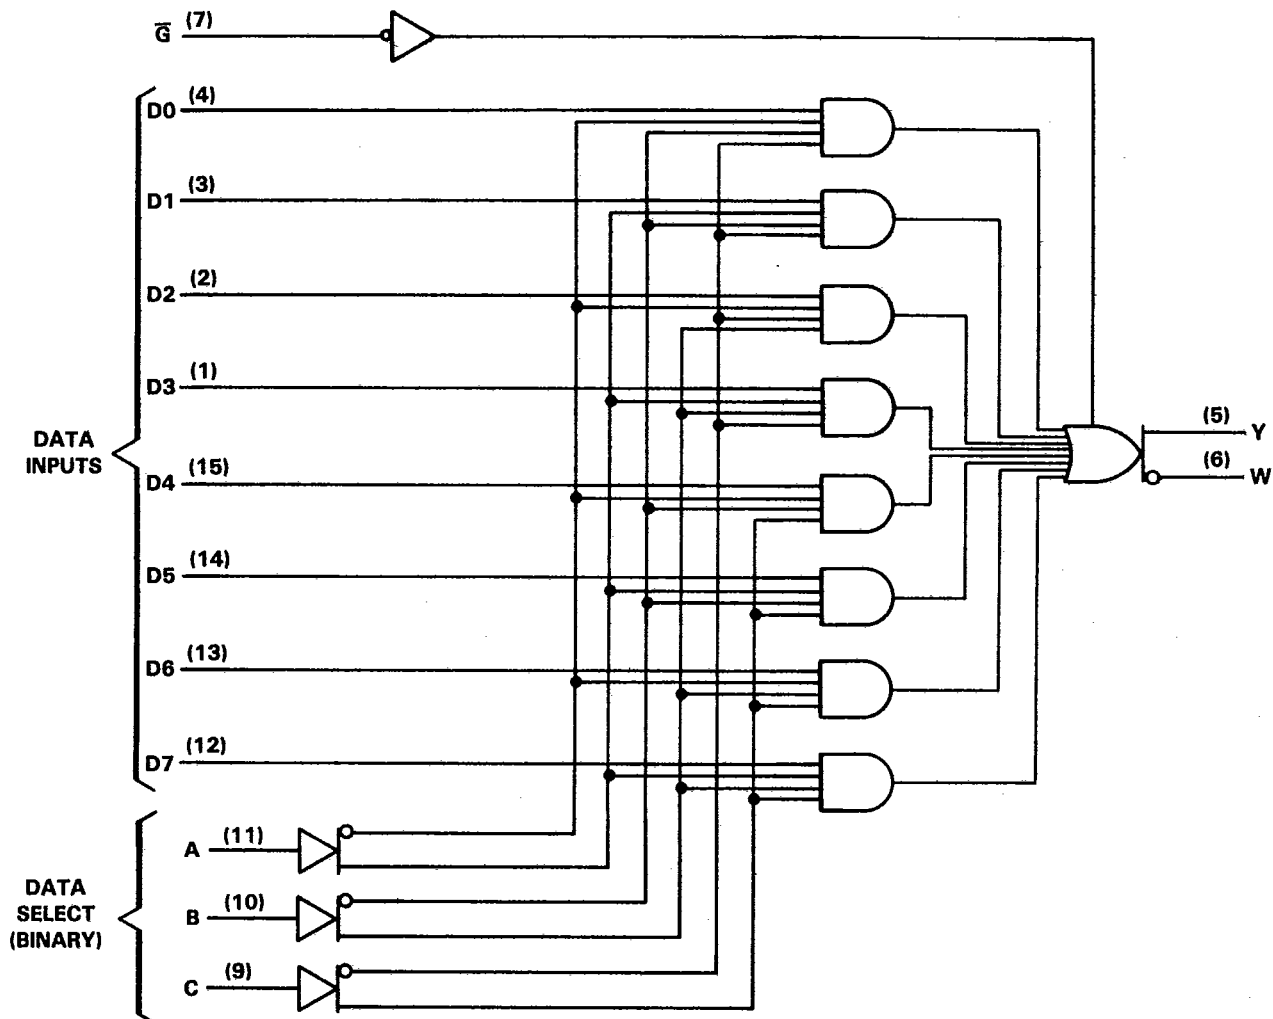 G̅ (7)
D0 (4)
D1 (3)
D2 (2)
D3 (1)
DATA
INPUTS
(5) Y
(6) W
D4 (15)
D5 (14)
D6 (13)
D7 (12)
A (11)
DATA
SELECT
(BINARY)
B (10)
C (9)